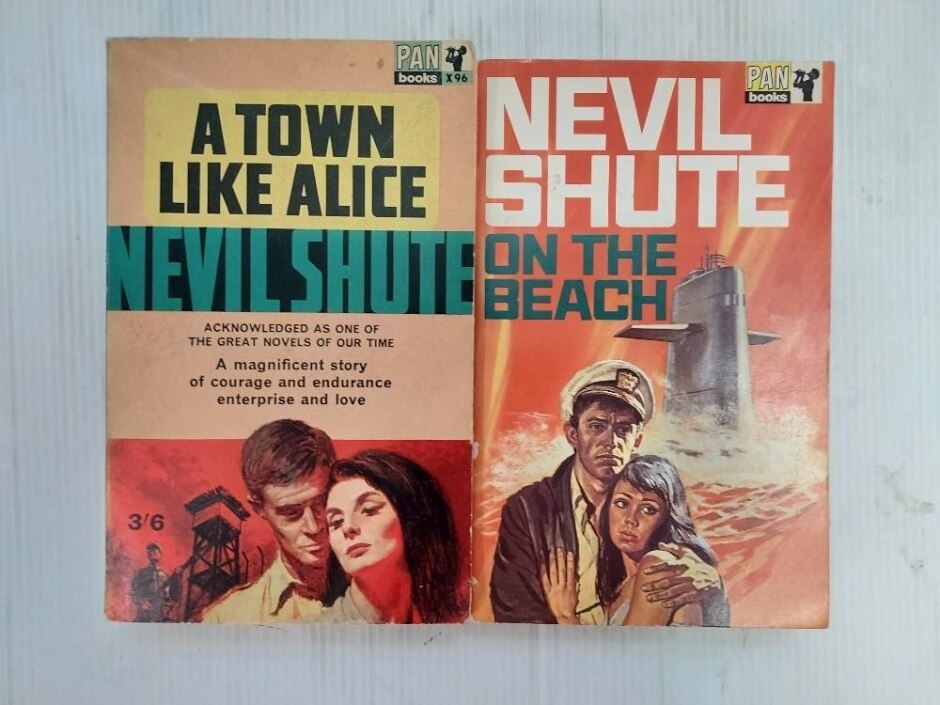 PAN
books X96
A TOWN
LIKE ALICE
NEVIL SHUTE
ACKNOWLEDGED AS ONE OF
THE GREAT NOVELS OF OUR TIME
A magnificent story
of courage and endurance
enterprise and love
3/6
PAN
books
NEVIL
SHUTE
ON THE
BEACH